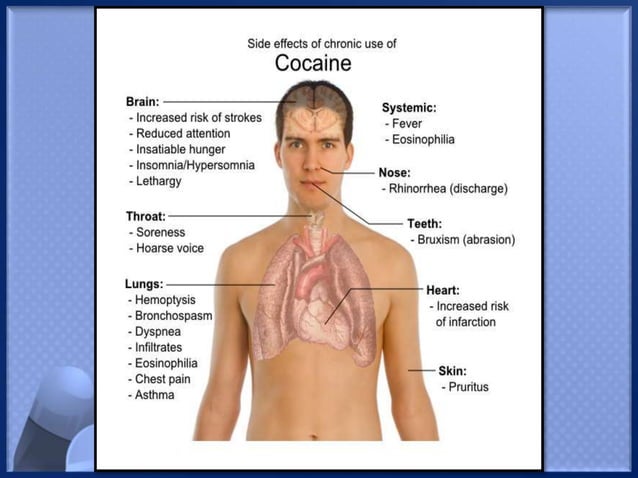 Side effects of chronic use of
Cocaine
Brain:
- Increased risk of strokes
- Reduced attention
- Insatiable hunger
- Insomnia/Hypersomnia
- Lethargy
Throat:
- Soreness
- Hoarse voice
Lungs:
- Hemoptysis
- Bronchospasm
- Dyspnea
- Infiltrates
- Eosinophilia
- Chest pain
- Asthma
Systemic:
- Fever
- Eosinophilia
Nose:
- Rhinorrhea (discharge)
Teeth:
- Bruxism (abrasion)
Heart:
- Increased risk
of infarction
Skin:
- Pruritus